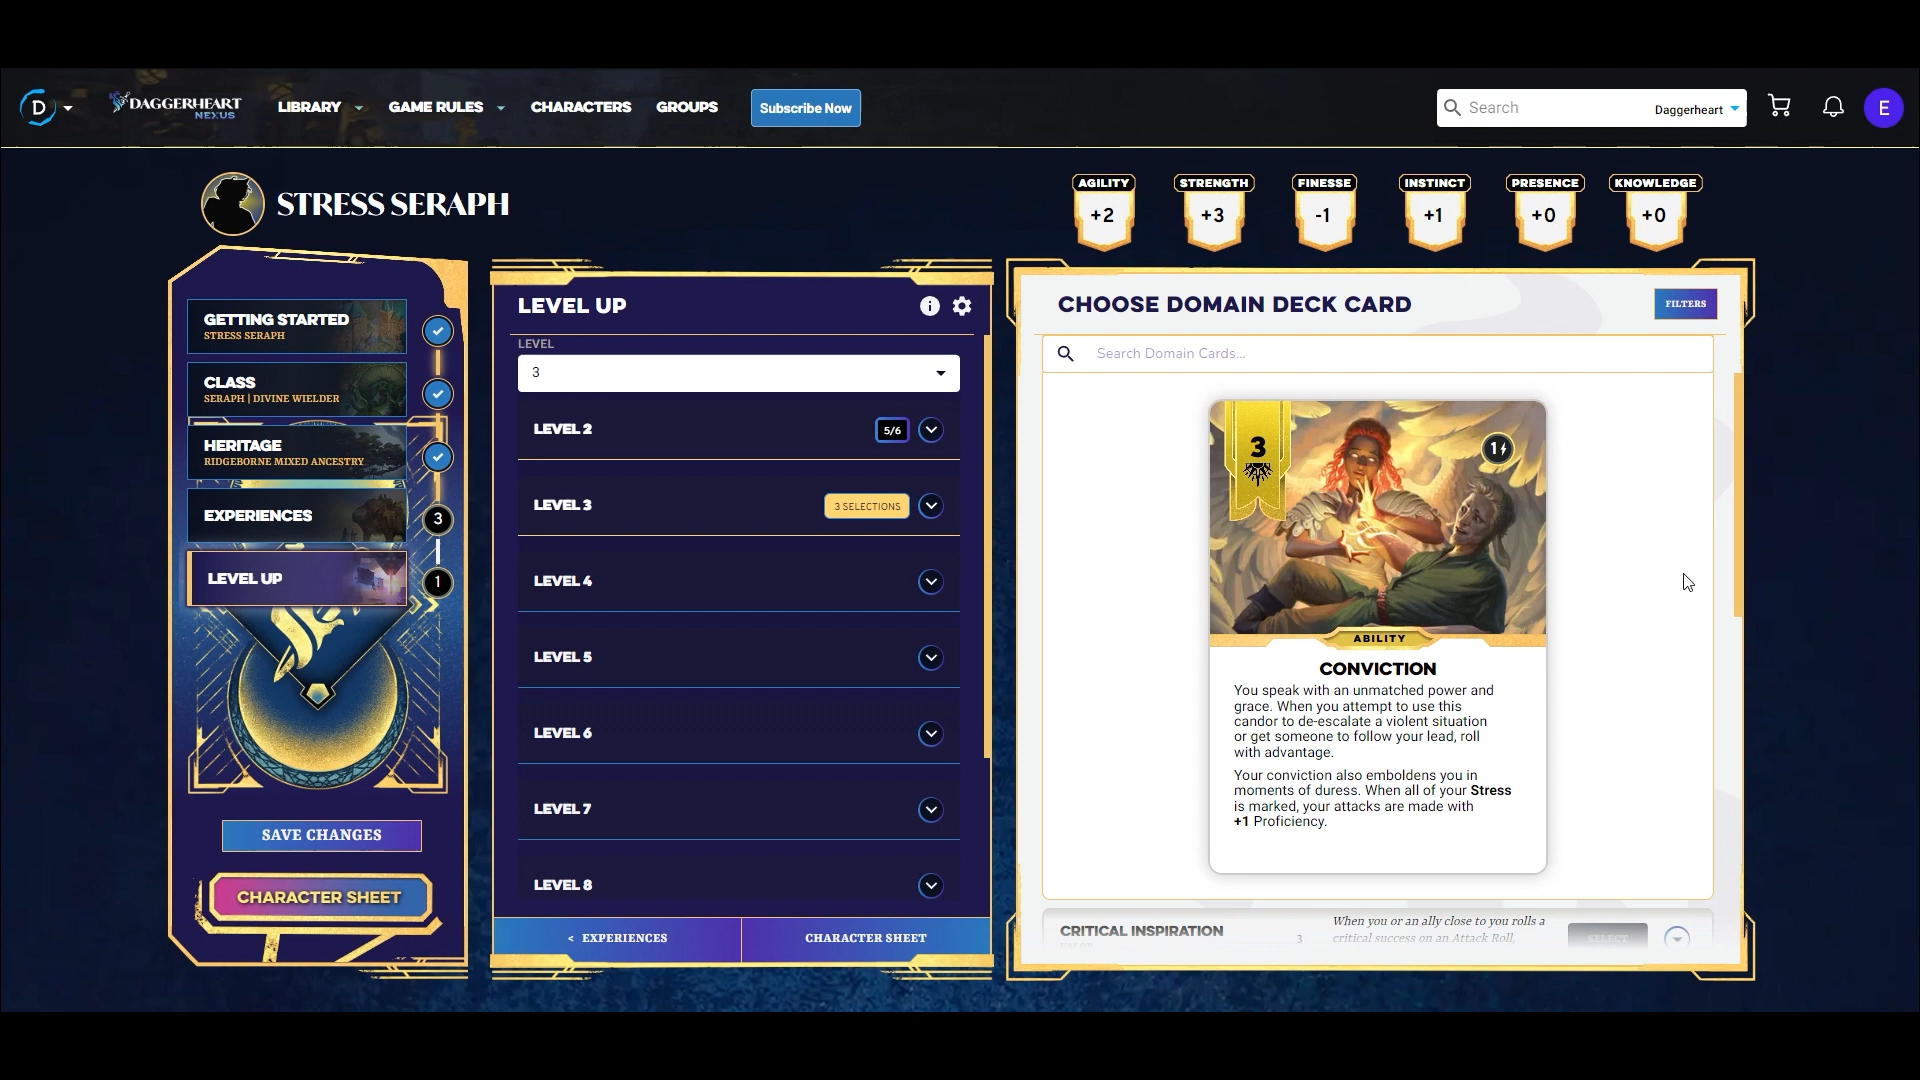 D
DAGGERHEART
NEXUS
LIBRARY
GAME RULES
CHARACTERS
GROUPS
Subscribe Now
Search
Daggerheart
E
STRESS SERAPH
AGILITY
+2
STRENGTH
+3
FINESSE
-1
INSTINCT
+1
PRESENCE
+0
KNOWLEDGE
+0
GETTING STARTED
STRESS SERAPH
CLASS
SERAPH | DIVINE WIELDER
HERITAGE
RIDGEBORNE MIXED ANCESTRY
EXPERIENCES
3
LEVEL UP
1
SAVE CHANGES
CHARACTER SHEET
LEVEL UP
LEVEL
3
LEVEL 2
5/6
LEVEL 3
3 SELECTIONS
LEVEL 4
LEVEL 5
LEVEL 6
LEVEL 7
LEVEL 8
< EXPERIENCES
CHARACTER SHEET
CHOOSE DOMAIN DECK CARD
FILTERS
Search Domain Cards...
3
1
ABILITY
CONVICTION
You speak with an unmatched power and
grace. When you attempt to use this
candor to de-escalate a violent situation
or get someone to follow your lead, roll
with advantage.
Your conviction also emboldens you in
moments of duress. When all of your Stress
is marked, your attacks are made with
+1 Proficiency.
CRITICAL INSPIRATION
3
When you or an ally close to you rolls a
critical success on an Attack Roll,
SELECT